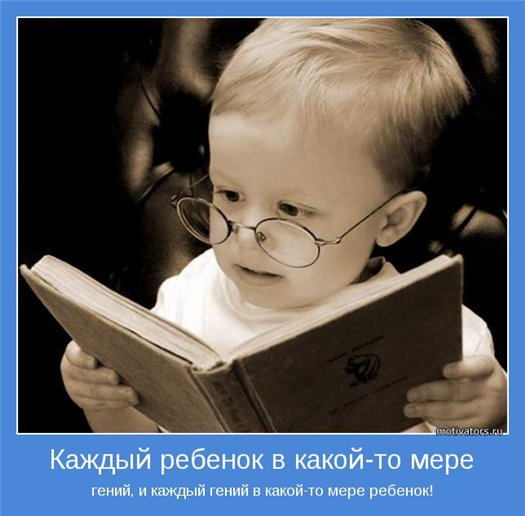 motivators.ru
Каждый ребенок в какой-то мере
гений, и каждый гений в какой-то мере ребенок!